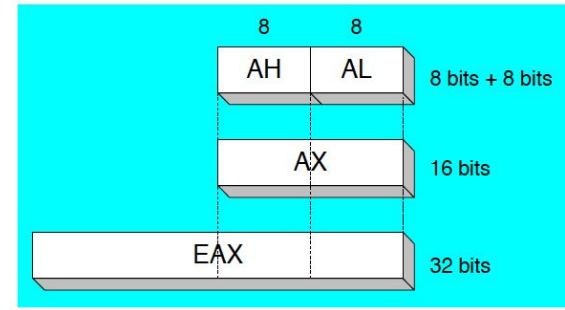 8 8
AH AL 8 bits + 8 bits
AX 16 bits
EAX 32 bits